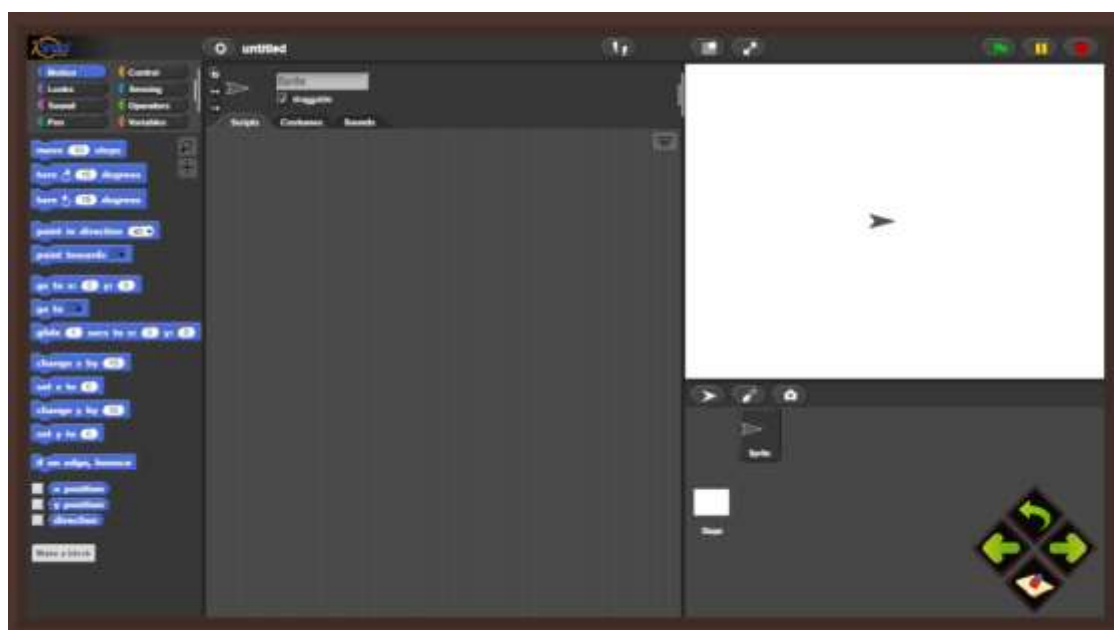 untitled
Motion Control
Looks Sensing
Sound Operators
Pen Variables
Sprite
draggable
Scripts Costumes Sounds
move 10 steps
turn 15 degrees
turn 15 degrees
point in direction
point towards
go to x: 0 y: 0
go to
glide 1 secs to x: 0 y: 0
change x by 10
set x to 0
change y by 10
set y to 0
if on edge, bounce
x position
y position
direction
Make a block
Sprite
Stage